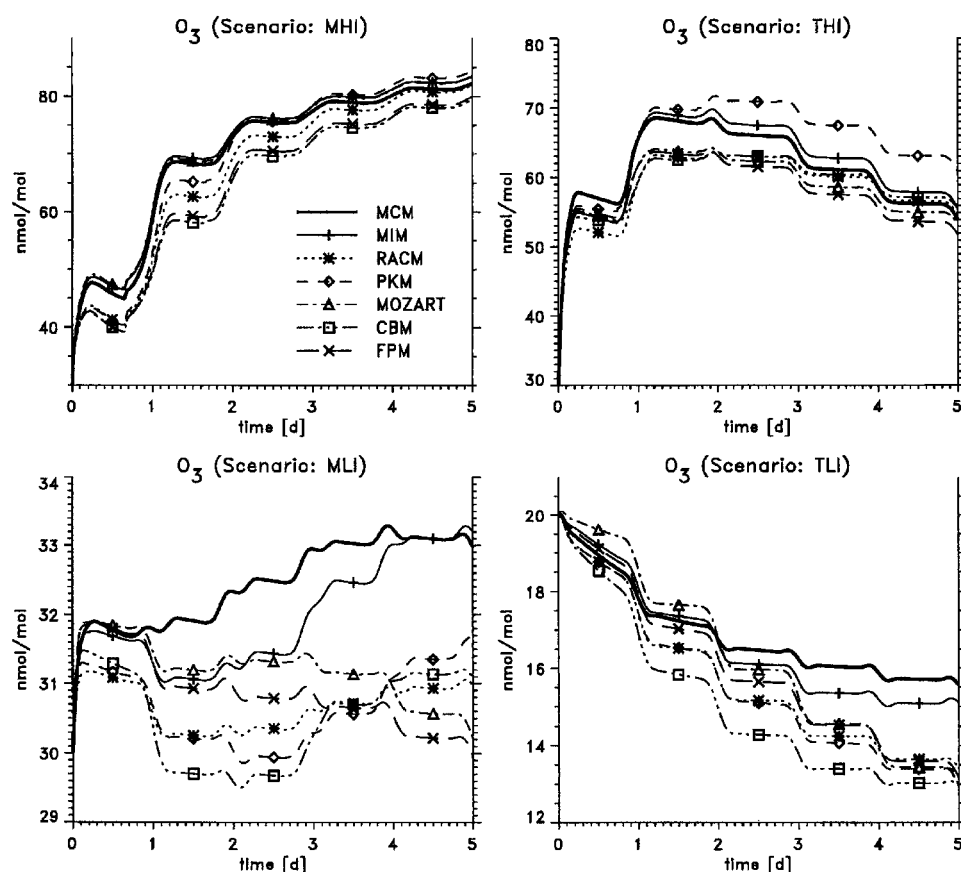 O3 (Scenario: MHI)
nmol/mol
80
60
40
MCM
MIM
RACM
PKM
MOZART
CBM
FPM
0 1 2 3 4 5
time [d]
O3 (Scenario: THI)
nmol/mol
80
70
60
50
40
30
0 1 2 3 4 5
time [d]
O3 (Scenario: MLI)
nmol/mol
34
33
32
31
30
29
0 1 2 3 4 5
time [d]
O3 (Scenario: TLI)
nmol/mol
20
18
16
14
12
0 1 2 3 4 5
time [d]